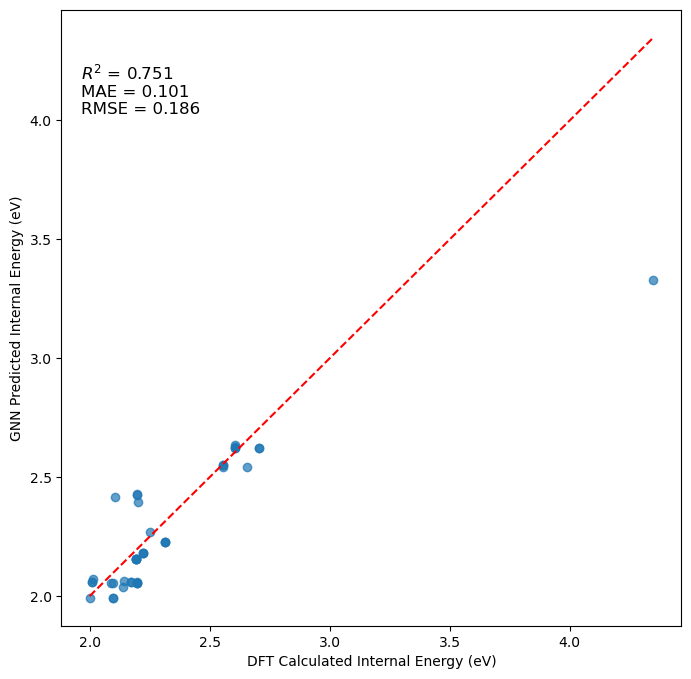 R² = 0.751
MAE = 0.101
RMSE = 0.186
4.0
3.5
3.0
2.5
2.0
GNN Predicted Internal Energy (eV)
2.0 2.5 3.0 3.5 4.0
DFT Calculated Internal Energy (eV)